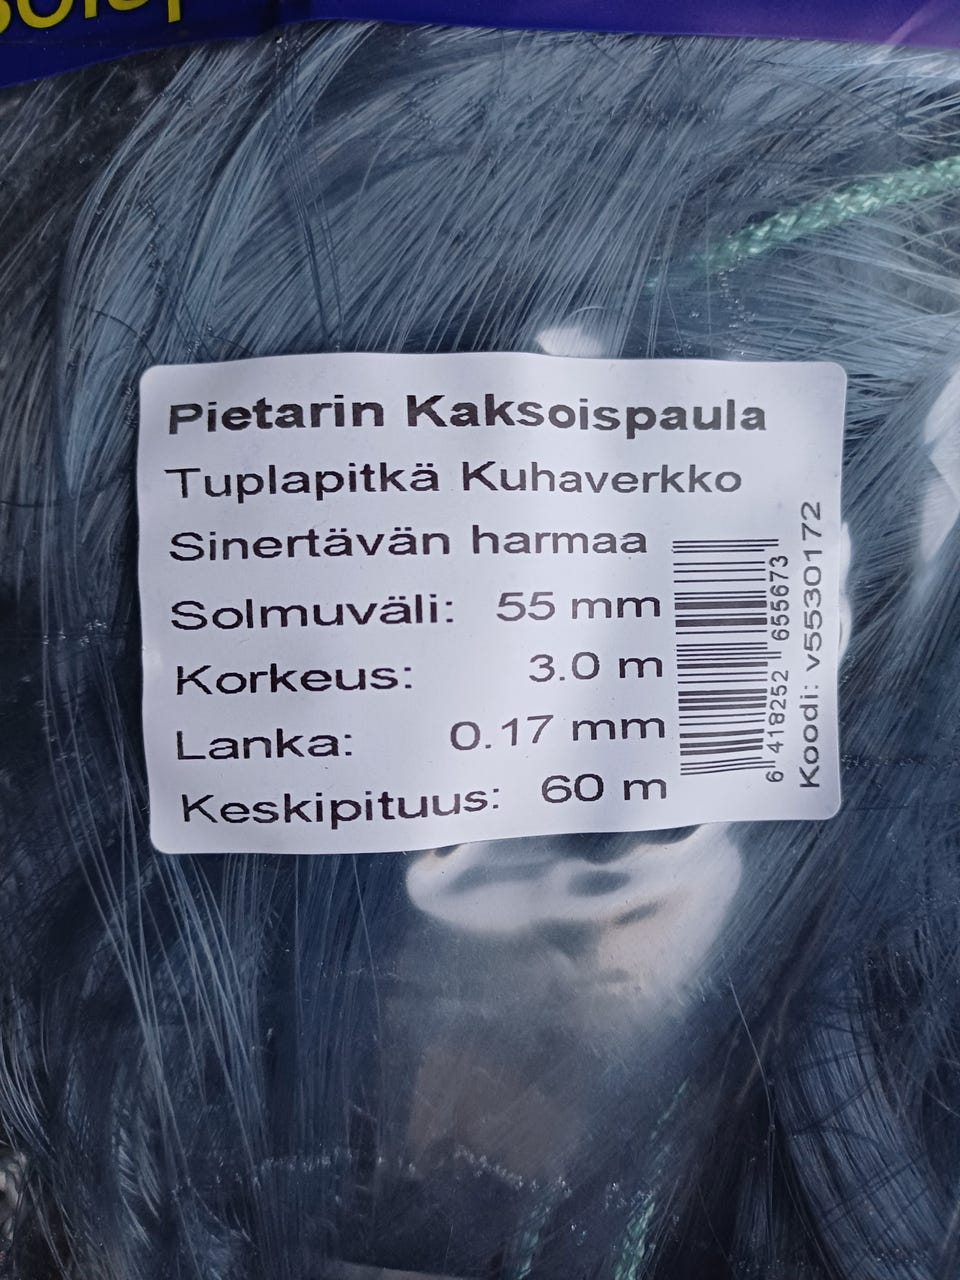 Pietarin Kaksoispaula
Tuplapitkä Kuhaverkko
Sinertävän harmaa
Solmuväli: 55 mm
Korkeus: 3.0 m
Lanka: 0.17 mm
Keskipituus: 60 m
6 418252 655673
Koodi: v5530172